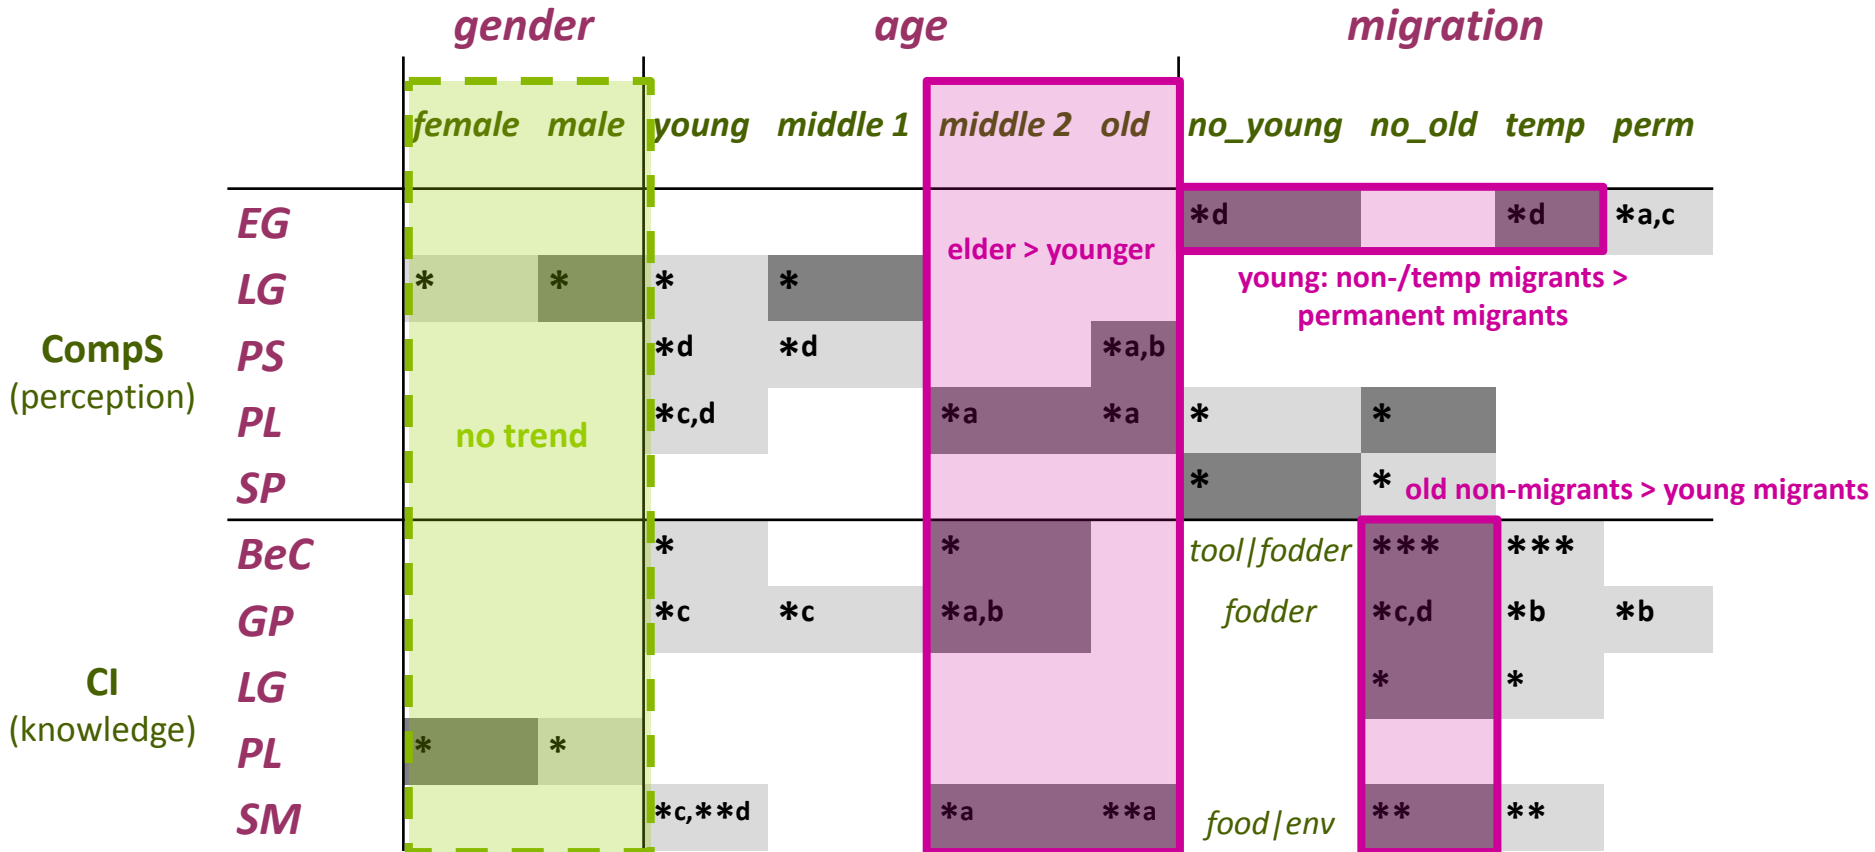 gender age migration
female male young middle 1 middle 2 old no_young no_old temp perm
EG *d *d *a,c
elder > younger
LG * * * *
young: non-/temp migrants >
permanent migrants
CompS
(perception)
PS *d *d *a,b
PL *c,d *a *a * *
no trend
SP * *
old non-migrants > young migrants
BeC * * tool|fodder *** ***
GP *c *c *a,b fodder *c,d *b *b
CI
(knowledge)
LG * *
PL * *
SM *c,**d *a **a food|env ** **